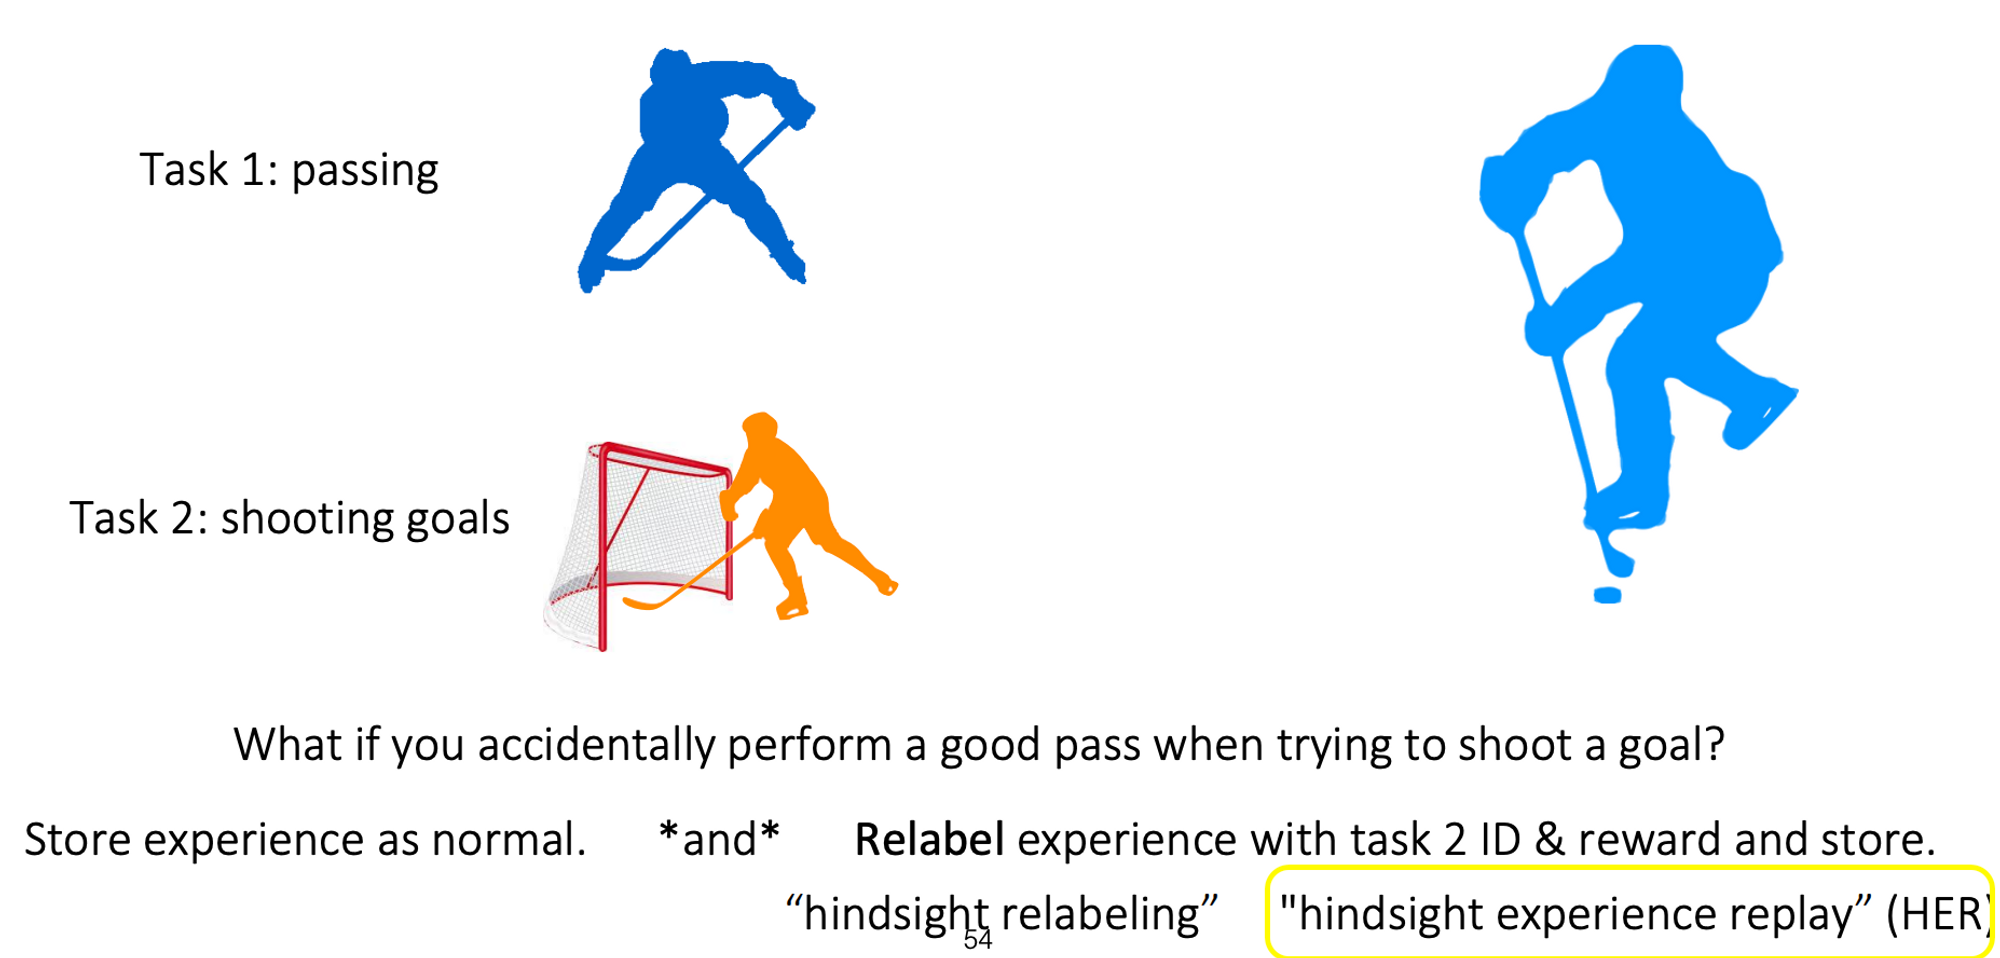 Task 1: passing
Task 2: shooting goals
What if you accidentally perform a good pass when trying to shoot a goal?
Store experience as normal. *and* Relabel experience with task 2 ID & reward and store.
“hindsight relabeling” "hindsight experience replay” (HER)
54